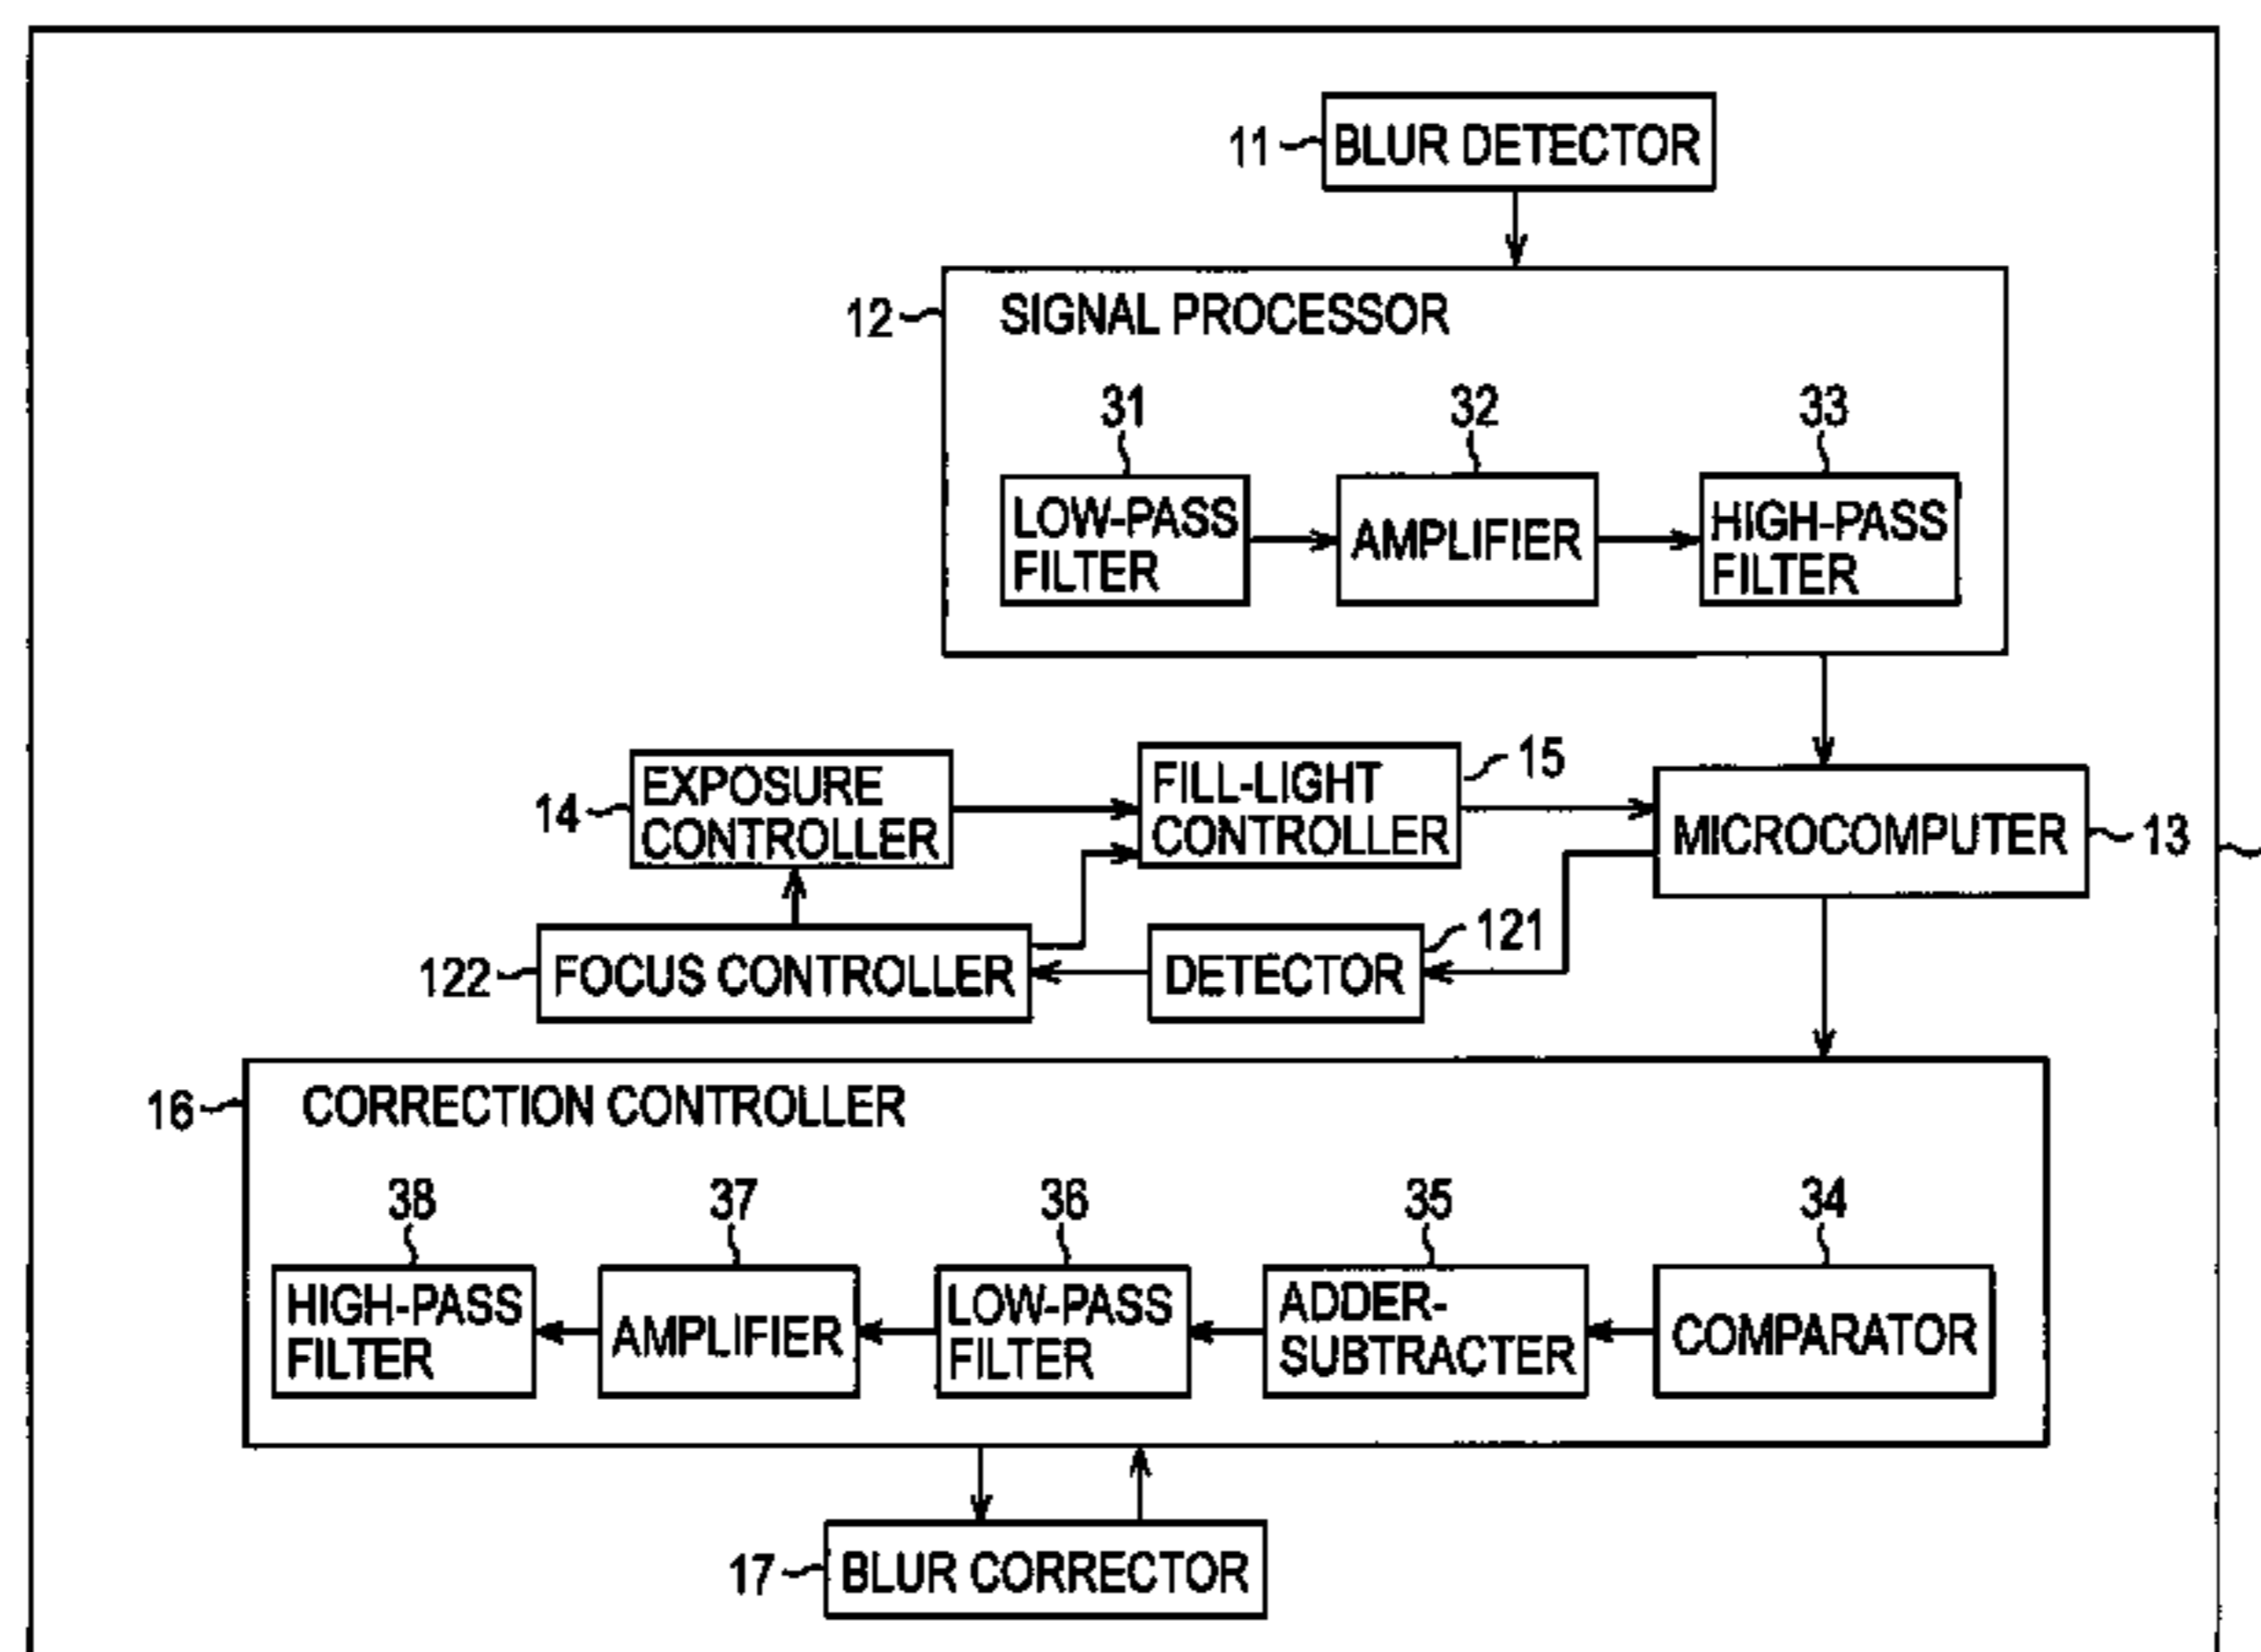 11 BLUR DETECTOR
12 SIGNAL PROCESSOR
31 32 33
LOW-PASS
FILTER
AMPLIFIER
HIGH-PASS
FILTER
14 EXPOSURE
CONTROLLER
FILL-LIGHT
CONTROLLER
15
MICROCOMPUTER 13
122 FOCUS CONTROLLER
DETECTOR
121
16 CORRECTION CONTROLLER
38 37 36 35 34
HIGH-PASS
FILTER
AMPLIFIER
LOW-PASS
FILTER
ADDER-
SUBTRACTER
COMPARATOR
17 BLUR CORRECTOR